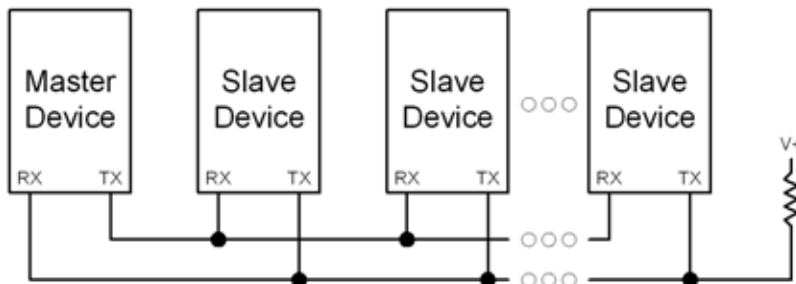 Master
Device
Slave
Device
Slave
Device
Slave
Device
RX TX
RX TX
RX TX
RX TX
V+